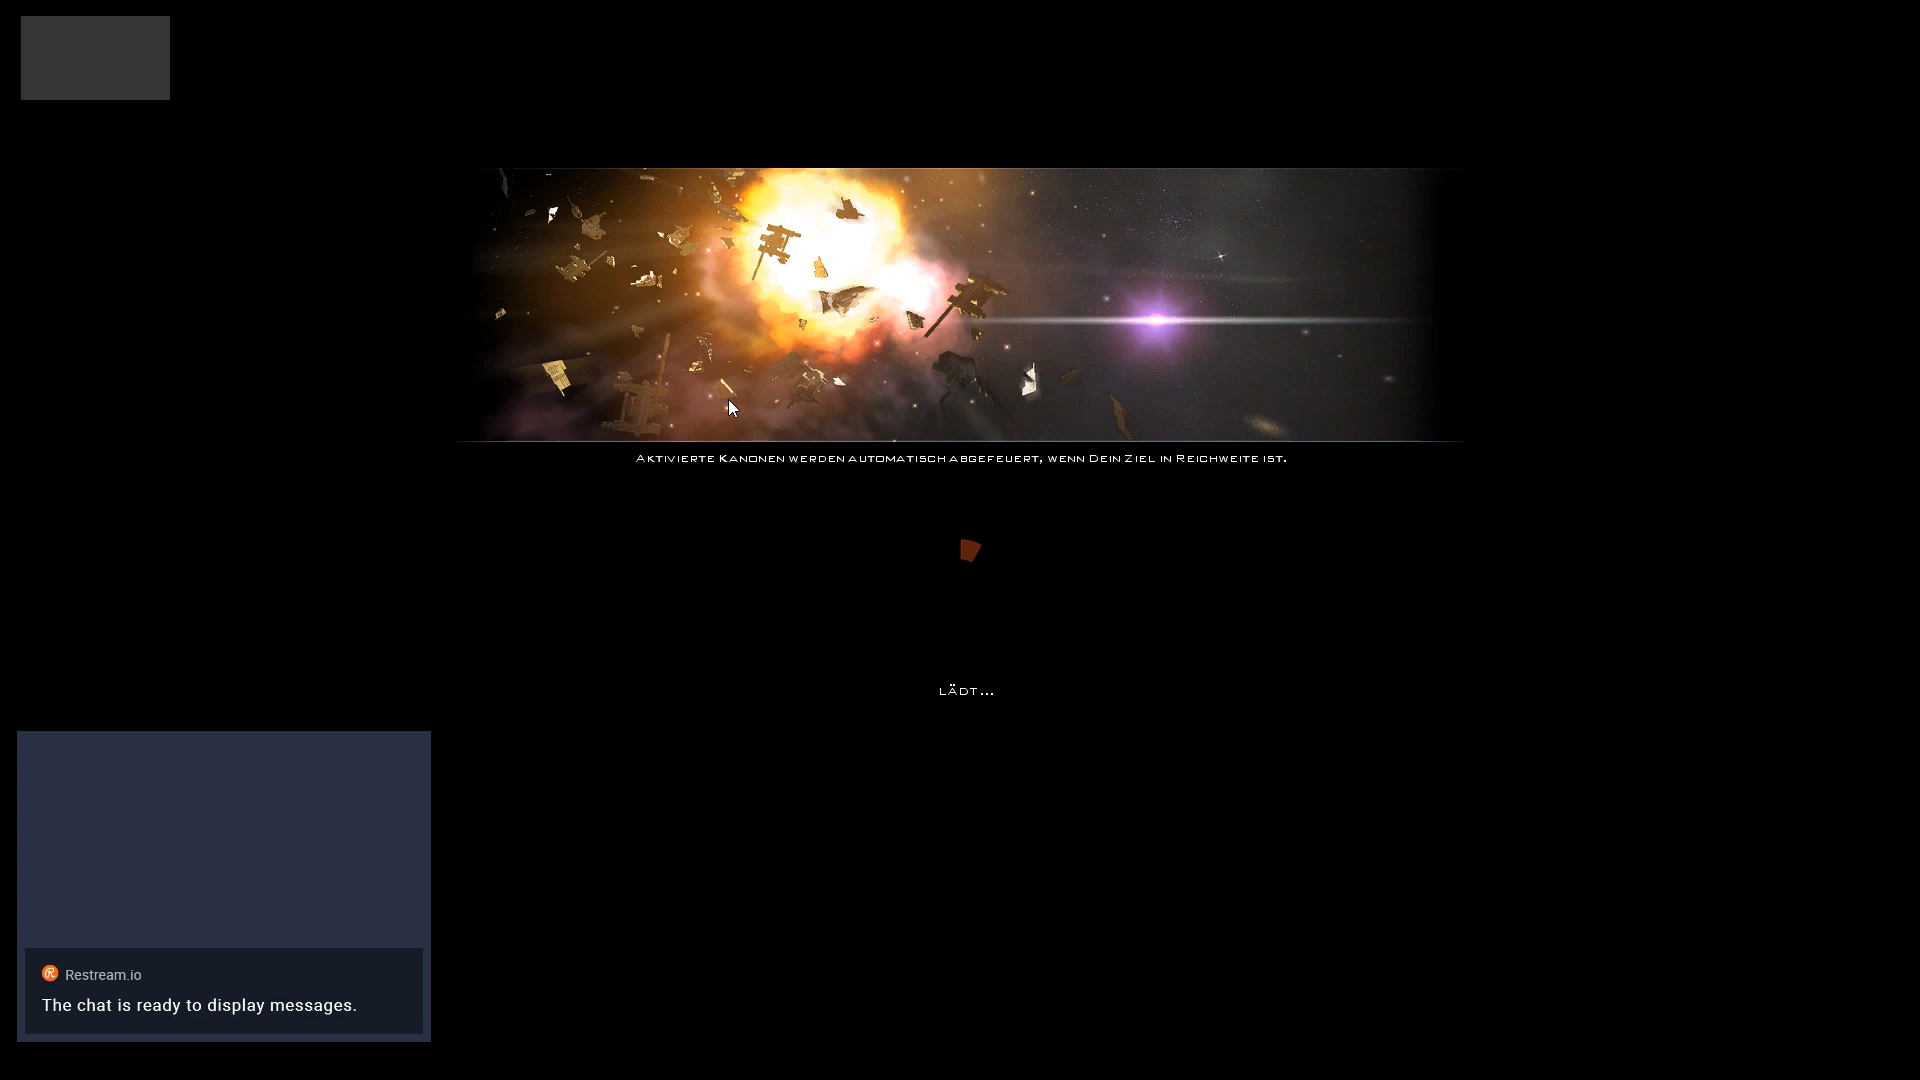 Aktivierte Kanonen werden automatisch abgefeuert, wenn Dein Ziel in Reichweite ist.
lädt...
Restream.io
The chat is ready to display messages.